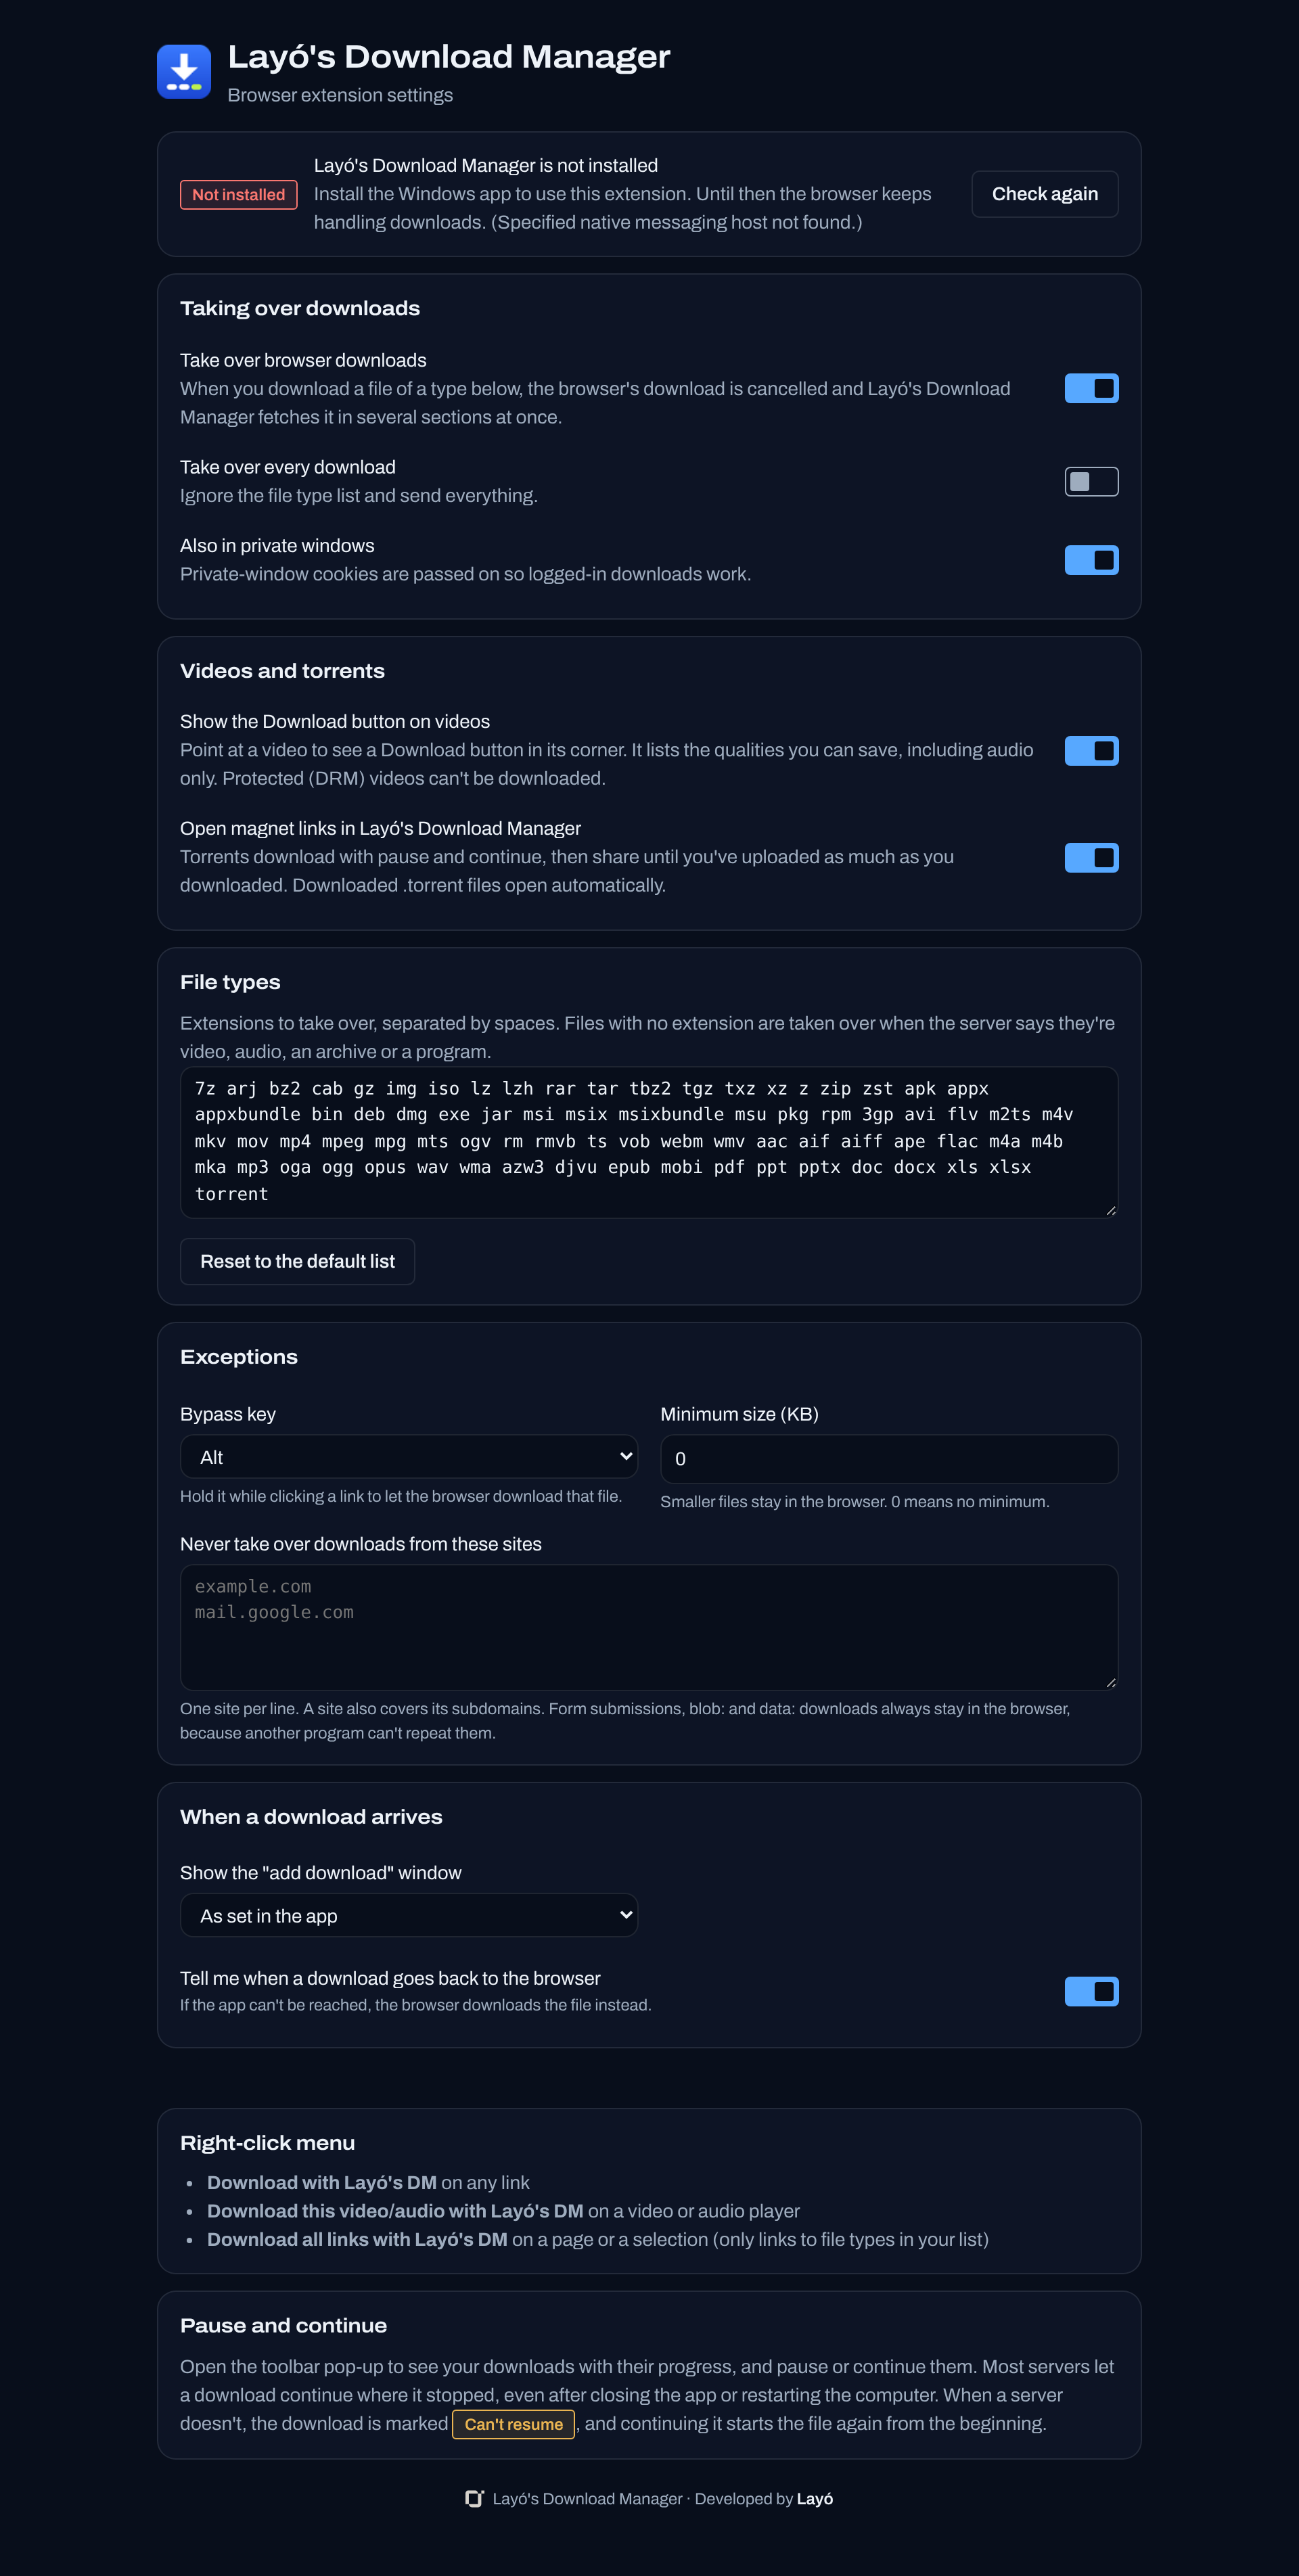 Layó's Download Manager
Browser extension settings
Not installed
Layó's Download Manager is not installed
Install the Windows app to use this extension. Until then the browser keeps
handling downloads. (Specified native messaging host not found.)
Check again
Taking over downloads
Take over browser downloads
When you download a file of a type below, the browser's download is cancelled and Layó's Download
Manager fetches it in several sections at once.
Take over every download
Ignore the file type list and send everything.
Also in private windows
Private-window cookies are passed on so logged-in downloads work.
Videos and torrents
Show the Download button on videos
Point at a video to see a Download button in its corner. It lists the qualities you can save, including audio
only. Protected (DRM) videos can't be downloaded.
Open magnet links in Layó's Download Manager
Torrents download with pause and continue, then share until you've uploaded as much as you
downloaded. Downloaded .torrent files open automatically.
File types
Extensions to take over, separated by spaces. Files with no extension are taken over when the server says they're
video, audio, an archive or a program.
7z arj bz2 cab gz img iso lz lzh rar tar tbz2 tgz txz xz z zip zst apk appx
appxbundle bin deb dmg exe jar msi msix msixbundle msu pkg rpm 3gp avi flv m2ts m4v
mkv mov mp4 mpeg mpg mts ogv rm rmvb ts vob webm wmv aac aif aiff ape flac m4a m4b
mka mp3 oga ogg opus wav wma azw3 djvu epub mobi pdf ppt pptx doc docx xls xlsx
torrent
Reset to the default list
Exceptions
Bypass key
Alt
Hold it while clicking a link to let the browser download that file.
Minimum size (KB)
0
Smaller files stay in the browser. 0 means no minimum.
Never take over downloads from these sites
example.com
mail.google.com
One site per line. A site also covers its subdomains. Form submissions, blob: and data: downloads always stay in the browser,
because another program can't repeat them.
When a download arrives
Show the "add download" window
As set in the app
Tell me when a download goes back to the browser
If the app can't be reached, the browser downloads the file instead.
Right-click menu
• Download with Layó's DM on any link
• Download this video/audio with Layó's DM on a video or audio player
• Download all links with Layó's DM on a page or a selection (only links to file types in your list)
Pause and continue
Open the toolbar pop-up to see your downloads with their progress, and pause or continue them. Most servers let
a download continue where it stopped, even after closing the app or restarting the computer. When a server
doesn't, the download is marked Can't resume, and continuing it starts the file again from the beginning.
Layó's Download Manager · Developed by Layó